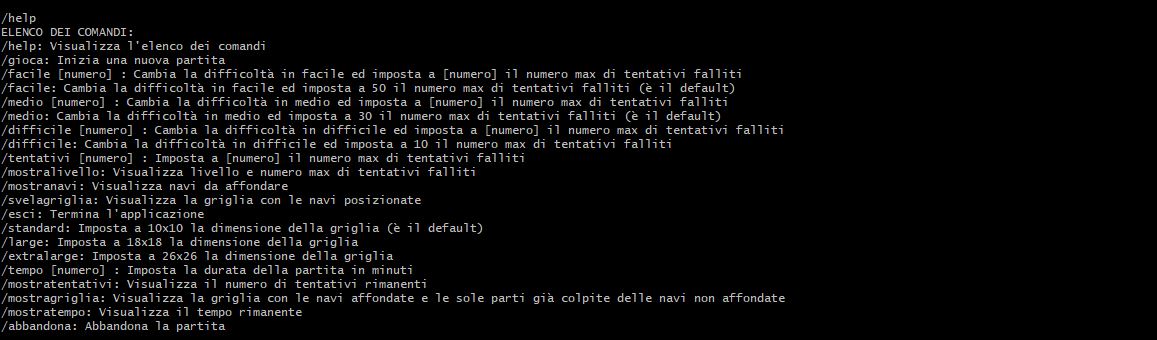 /help
ELENCO DEI COMANDI:
/help: Visualizza l'elenco dei comandi
/gioca: Inizia una nuova partita
/facile [numero] : Cambia la difficoltà in facile ed imposta a [numero] il numero max di tentativi falliti
/facile: Cambia la difficoltà in facile ed imposta a 50 il numero max di tentativi falliti (è il default)
/medio [numero] : Cambia la difficoltà in medio ed imposta a [numero] il numero max di tentativi falliti
/medio: Cambia la difficoltà in medio ed imposta a 30 il numero max di tentativi falliti (è il default)
/difficile [numero] : Cambia la difficoltà in difficile ed imposta a [numero] il numero max di tentativi falliti
/difficile: Cambia la difficoltà in difficile ed imposta a 10 il numero max di tentativi falliti
/tentativi [numero] : Imposta a [numero] il numero max di tentativi falliti
/mostralivello: Visualizza livello e numero max di tentativi falliti
/mostranavi: Visualizza navi da affondare
/svelagriglia: Visualizza la griglia con le navi posizionate
/esci: Termina l'applicazione
/standard: Imposta a 10x10 la dimensione della griglia (è il default)
/large: Imposta a 18x18 la dimensione della griglia
/extralarge: Imposta a 26x26 la dimensione della griglia
/tempo [numero] : Imposta la durata della partita in minuti
/mostratentativi: Visualizza il numero di tentativi rimanenti
/mostragriglia: Visualizza la griglia con le navi affondate e le sole parti già colpite delle navi non affondate
/mostratempo: Visualizza il tempo rimanente
/abbandona: Abbandona la partita